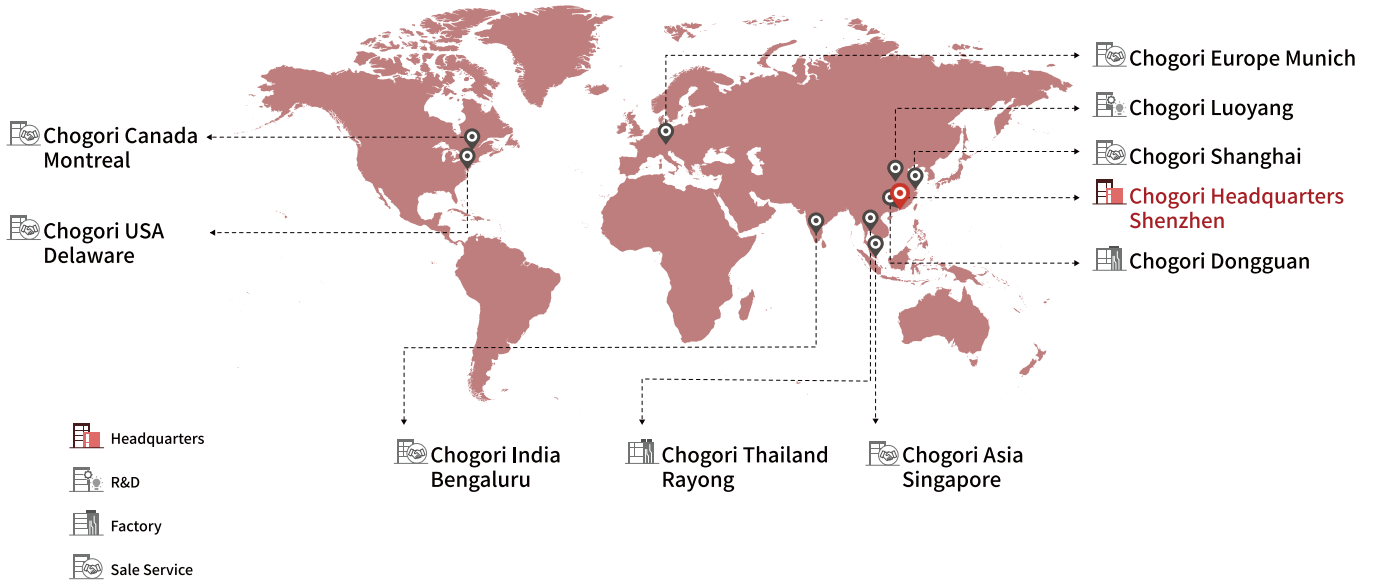 Chogori Europe Munich
Chogori Luoyang
Chogori Canada
Montreal
Chogori Shanghai
Chogori Headquarters
Shenzhen
Chogori USA
Delaware
Chogori Dongguan
Chogori India
Bengaluru
Chogori Thailand
Rayong
Chogori Asia
Singapore
Headquarters
R&D
Factory
Sale Service